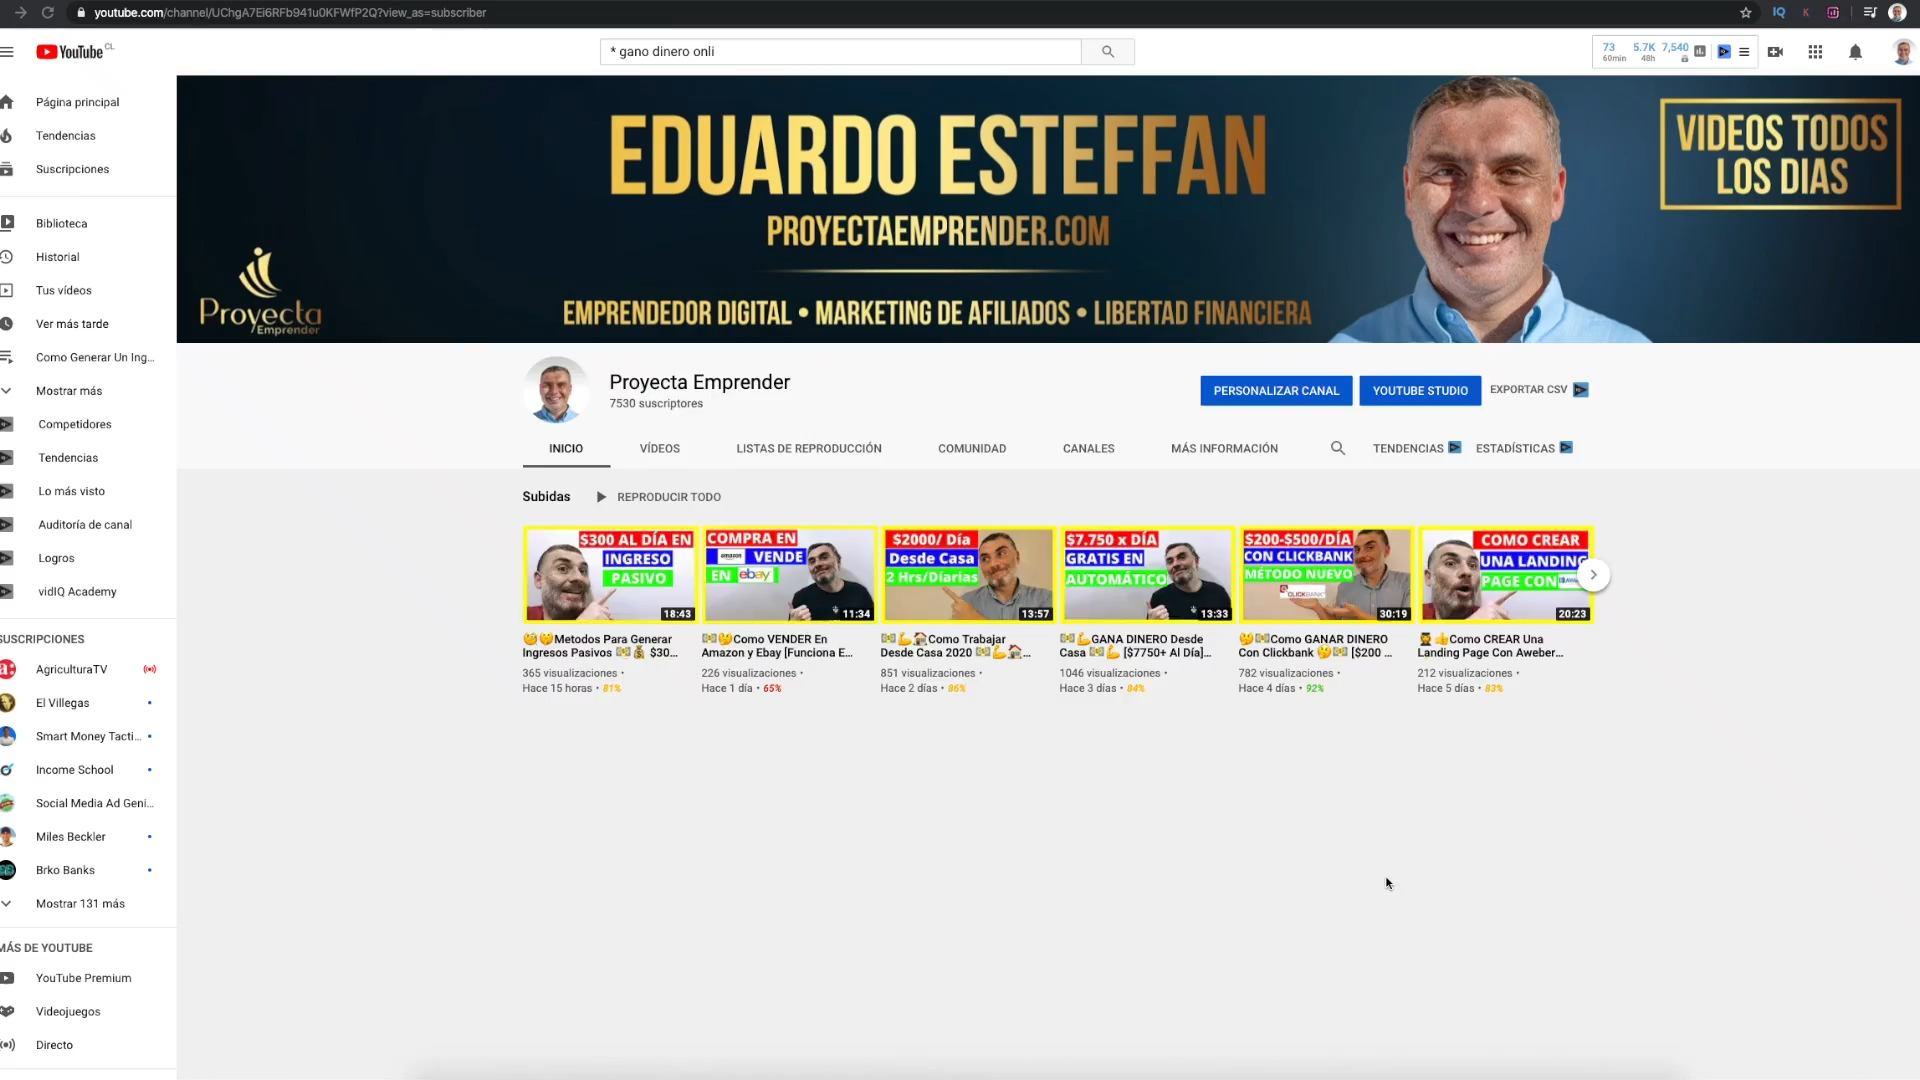 youtube.com/channel/UChgA7Ei6RFb941u0KFWfP2Q?view_as=subscriber
YouTube CL
* gano dinero onli
73 5.7K 7,540
60min 48h
Página principal
Tendencias
Suscripciones
Biblioteca
Historial
Tus vídeos
Ver más tarde
Como Generar Un Ing...
Mostrar más
Competidores
Tendencias
Lo más visto
Auditoría de canal
Logros
vidIQ Academy
SUSCRIPCIONES
AgriculturaTV
El Villegas
Smart Money Tacti...
Income School
Social Media Ad Geni...
Miles Beckler
Brko Banks
Mostrar 131 más
MÁS DE YOUTUBE
YouTube Premium
Videojuegos
Directo
EDUARDO ESTEFFAN
PROYECTAEMPRENDER.COM
EMPRENDEDOR DIGITAL • MARKETING DE AFILIADOS • LIBERTAD FINANCIERA
Proyecta
Emprender
VIDEOS TODOS
LOS DIAS
Proyecta Emprender
7530 suscriptores
PERSONALIZAR CANAL
YOUTUBE STUDIO
EXPORTAR CSV
INICIO VÍDEOS LISTAS DE REPRODUCCIÓN COMUNIDAD CANALES MÁS INFORMACIÓN TENDENCIAS ESTADÍSTICAS
Subidas REPRODUCIR TODO
$300 AL DÍA EN
INGRESO
PASIVO
18:43
🧐🤔Metodos Para Generar
Ingresos Pasivos 💵💰 $30...
365 visualizaciones •
Hace 15 horas • 81%
COMPRA EN
amazon VENDE
EN ebay
11:34
💵🤔Como VENDER En
Amazon y Ebay [Funciona E...
226 visualizaciones •
Hace 1 día • 65%
$2000/ Día
Desde Casa
2 Hrs/Diarias
13:57
💵💪🏠Como Trabajar
Desde Casa 2020 💵💪🏠...
851 visualizaciones •
Hace 2 días • 86%
$7.750 x DÍA
GRATIS EN
AUTOMÁTICO
13:33
💵💪GANA DINERO Desde
Casa 💵💪 [$7750+ Al Día]...
1046 visualizaciones •
Hace 3 días • 84%
$200-$500/DÍA
CON CLICKBANK
MÉTODO NUEVO
CLICKBANK
30:19
🤔💵Como GANAR DINERO
Con Clickbank 🤔💵 [$200 ...
782 visualizaciones •
Hace 4 días • 92%
COMO CREAR
UNA LANDING
PAGE CON
20:23
👨‍🎓👍Como CREAR Una
Landing Page Con Aweber...
212 visualizaciones •
Hace 5 días • 83%